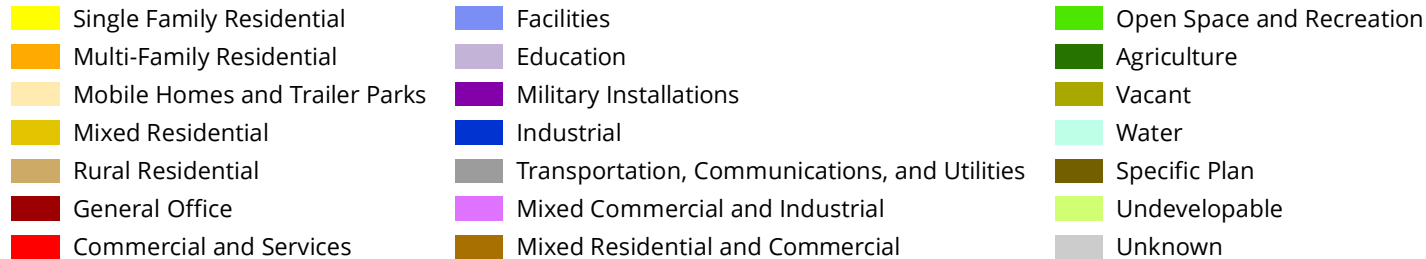 Single Family Residential
Multi-Family Residential
Mobile Homes and Trailer Parks
Mixed Residential
Rural Residential
General Office
Commercial and Services
Facilities
Education
Military Installations
Industrial
Transportation, Communications, and Utilities
Mixed Commercial and Industrial
Mixed Residential and Commercial
Open Space and Recreation
Agriculture
Vacant
Water
Specific Plan
Undevelopable
Unknown